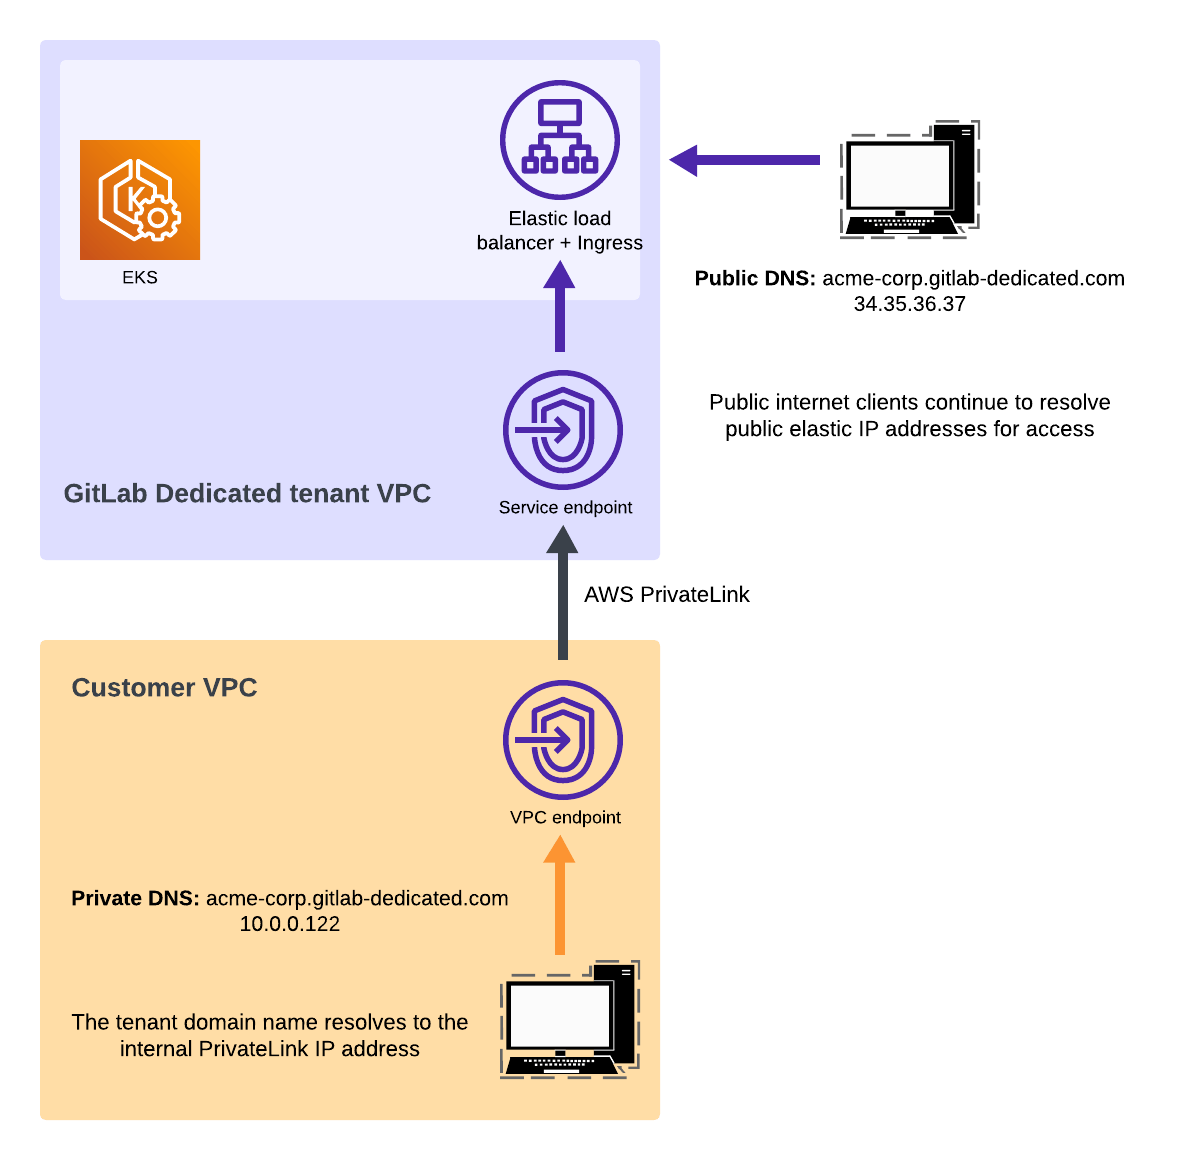 Elastic load
balancer + Ingress
K
EKS
Public DNS: acme-corp.gitlab-dedicated.com
34.35.36.37
Public internet clients continue to resolve
public elastic IP addresses for access
GitLab Dedicated tenant VPC
Service endpoint
AWS PrivateLink
Customer VPC
VPC endpoint
Private DNS: acme-corp.gitlab-dedicated.com
10.0.0.122
The tenant domain name resolves to the
internal PrivateLink IP address